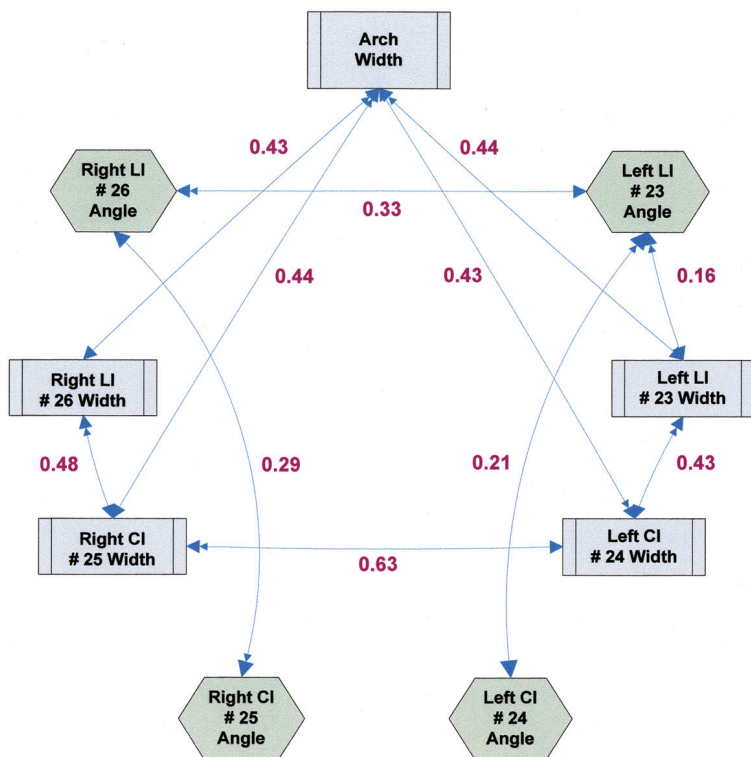 Arch
Width
0.43
0.44
Right LI
# 26
Angle
Left LI
# 23
Angle
0.33
0.44
0.43
0.16
Right LI
# 26 Width
Left LI
# 23 Width
0.48
0.29
0.21
0.43
Right CI
# 25 Width
Left CI
# 24 Width
0.63
Right CI
# 25
Angle
Left CI
# 24
Angle